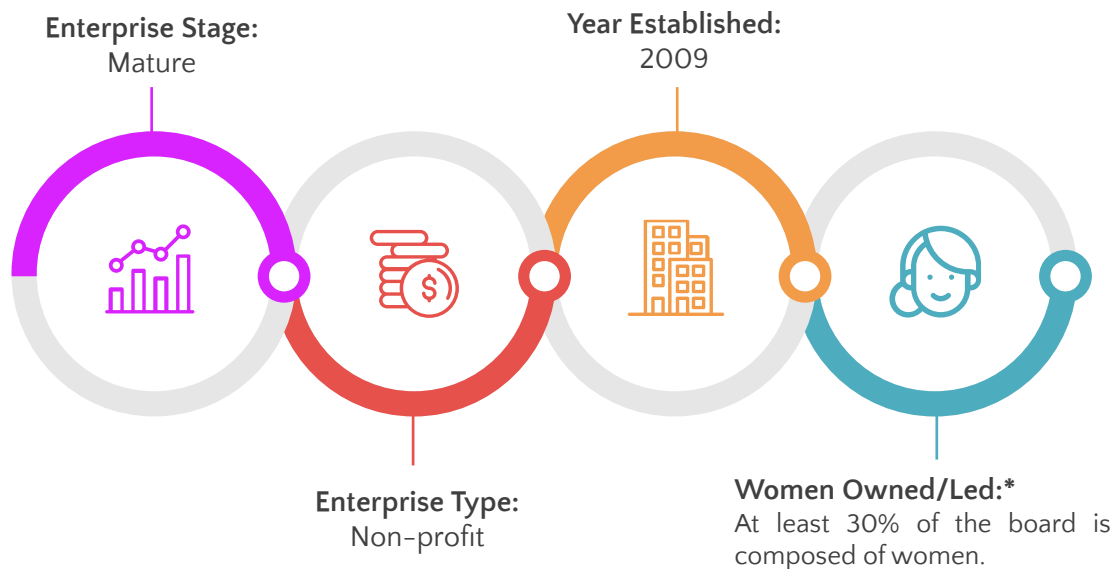 Enterprise Stage:
Mature
Year Established:
2009
$
Enterprise Type:
Non-profit
Women Owned/Led:*
At least 30% of the board is
composed of women.